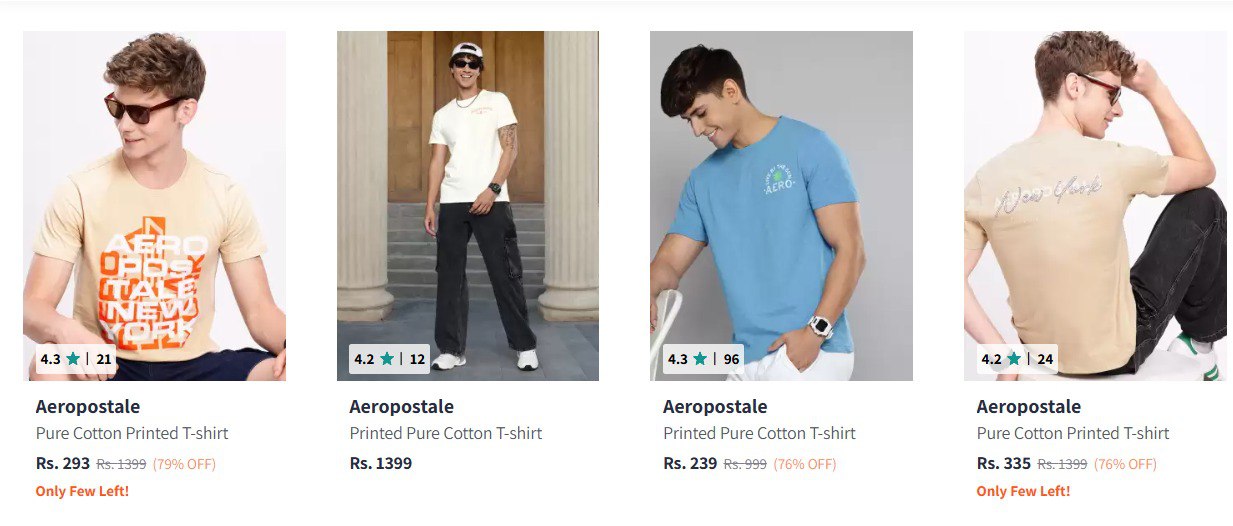 AERO
POS
TALE
NEW
YORK
4.3 ★ | 21
Aeropostale
Pure Cotton Printed T-shirt
Rs. 293 Rs. 1399 (79% OFF)
Only Few Left!
4.2 ★ | 12
Aeropostale
Printed Pure Cotton T-shirt
Rs. 1399
AERO
4.3 ★ | 96
Aeropostale
Printed Pure Cotton T-shirt
Rs. 239 Rs. 999 (76% OFF)
New York
4.2 ★ | 24
Aeropostale
Pure Cotton Printed T-shirt
Rs. 335 Rs. 1399 (76% OFF)
Only Few Left!